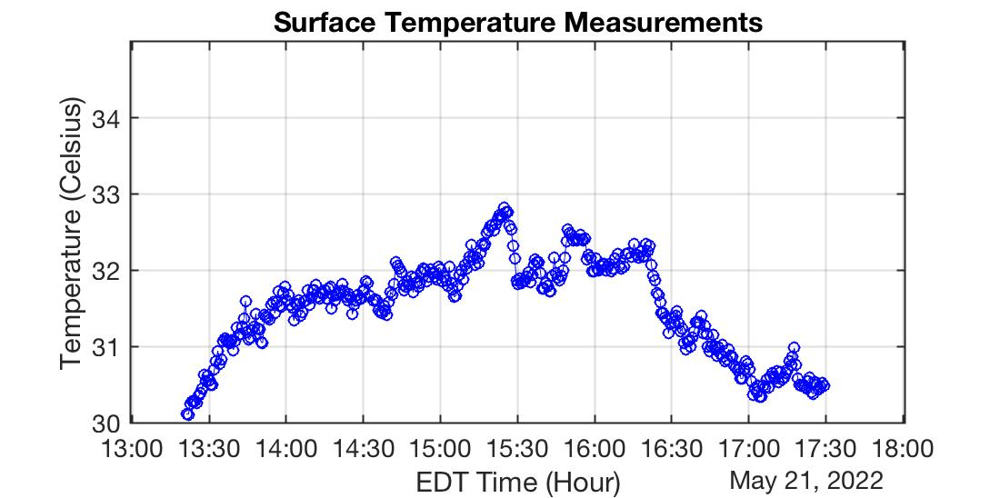 Surface Temperature Measurements
Temperature (Celsius)
34
33
32
31
30
13:00 13:30 14:00 14:30 15:00 15:30 16:00 16:30 17:00 17:30 18:00
EDT Time (Hour)
May 21, 2022